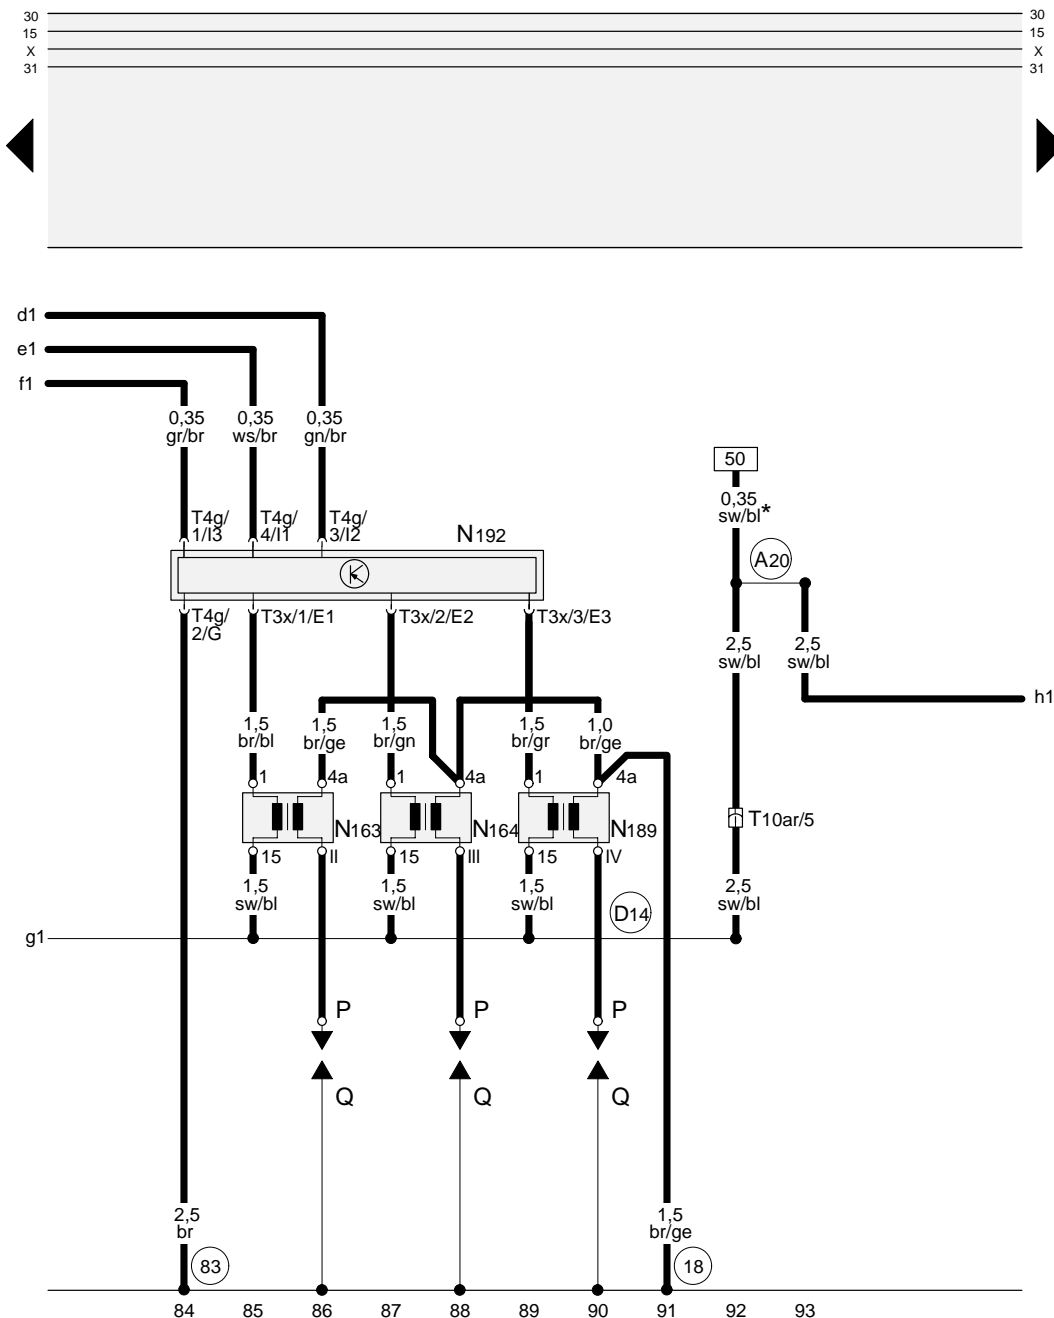 30 30
15 15
X X
31 31
d1
e1
f1
0,35 0,35 0,35
gr/br ws/br gn/br
50
0,35
sw/bl*
T4g/ T4g/ T4g/
1/I3 4/I1 3/I2
N192
A20
T4g/ T3x/1/E1 T3x/2/E2 T3x/3/E3
2/G
2,5 2,5
sw/bl sw/bl
h1
1,5 1,5 1,5 1,5 1,0
br/bl br/ge br/gn br/gr br/ge
1 4a 1 4a 1 4a
N163 N164 N189
T10ar/5
15 II 15 III 15 IV
1,5 1,5 1,5 2,5
sw/bl sw/bl sw/bl sw/bl
D14
g1
P P P
Q Q Q
2,5 1,5
br br/ge
83 18
84 85 86 87 88 89 90 91 92 93